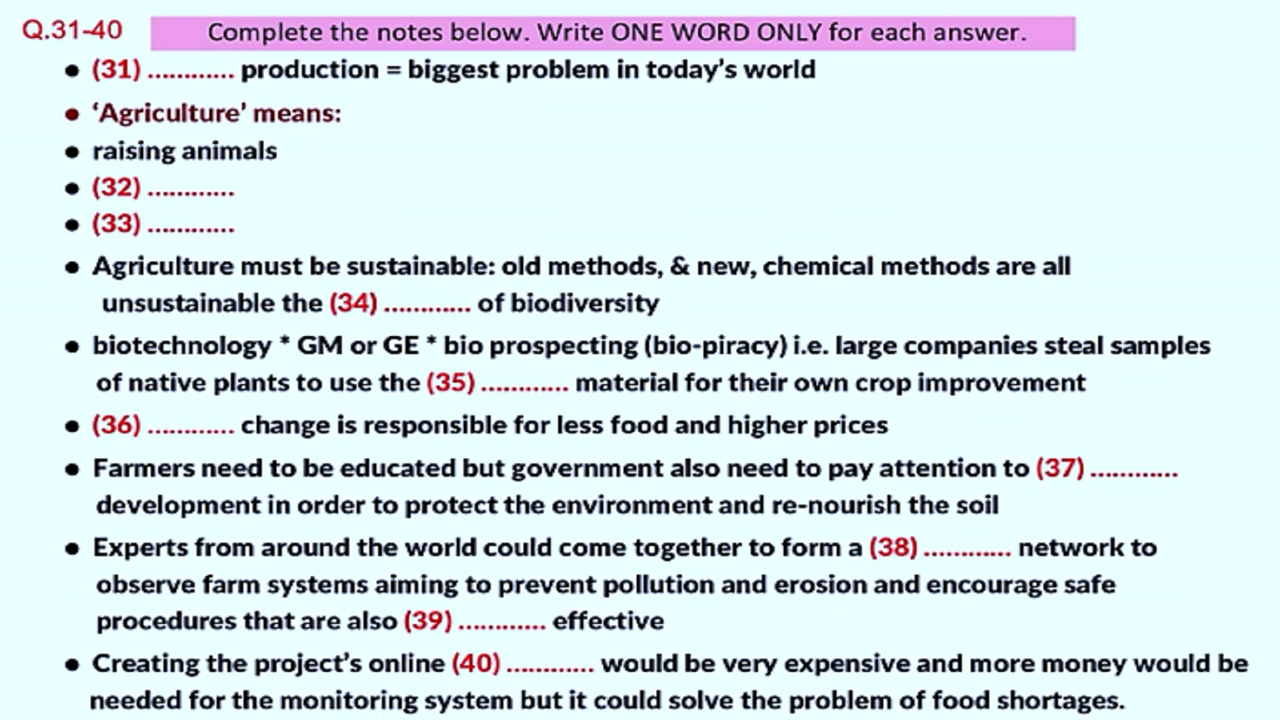 Q.31-40 Complete the notes below. Write ONE WORD ONLY for each answer.
• (31) ............ production = biggest problem in today's world
• ‘Agriculture’ means:
• raising animals
• (32) ............
• (33) ............
• Agriculture must be sustainable: old methods, & new, chemical methods are all
unsustainable the (34) ............ of biodiversity
• biotechnology * GM or GE * bio prospecting (bio-piracy) i.e. large companies steal samples
of native plants to use the (35) ............ material for their own crop improvement
• (36) ............ change is responsible for less food and higher prices
• Farmers need to be educated but government also need to pay attention to (37) ............
development in order to protect the environment and re-nourish the soil
• Experts from around the world could come together to form a (38) ............ network to
observe farm systems aiming to prevent pollution and erosion and encourage safe
procedures that are also (39) ............ effective
• Creating the project's online (40) ............ would be very expensive and more money would be
needed for the monitoring system but it could solve the problem of food shortages.